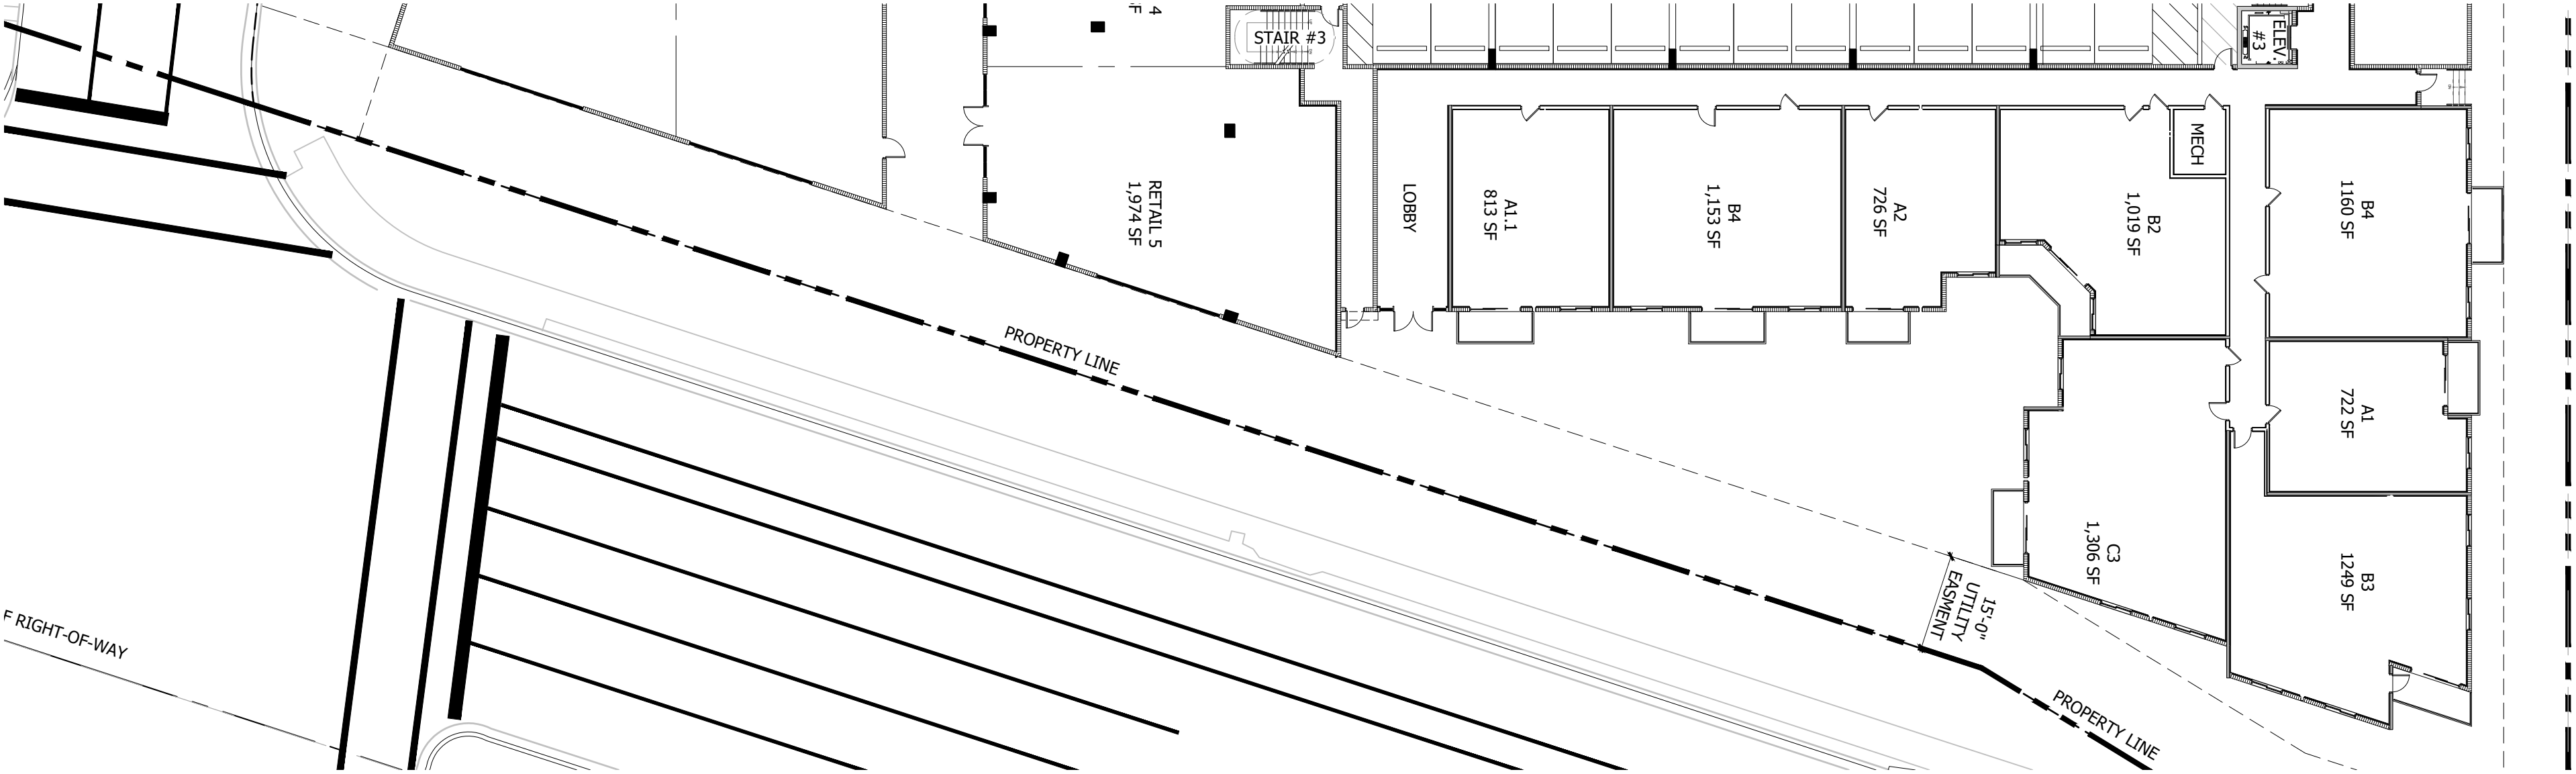 4
F
STAIR #3
ELEV.
#3
MECH
RETAIL 5
1,974 SF
LOBBY
A1.1
813 SF
B4
1,153 SF
A2
726 SF
B2
1,019 SF
B4
1160 SF
PROPERTY LINE
A1
722 SF
C3
1,306 SF
B3
1249 SF
15'-0"
UTILITY
EASMENT
F RIGHT-OF-WAY
PROPERTY LINE